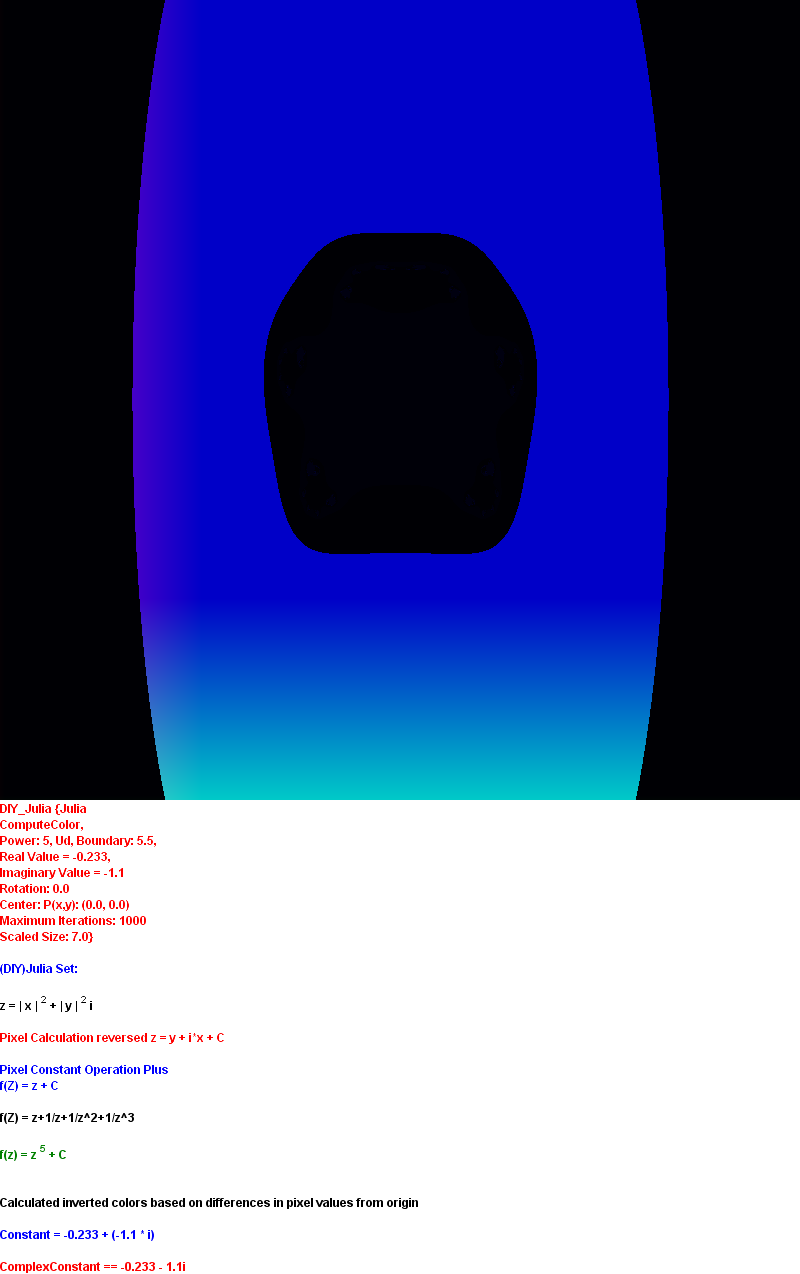 DIY_Julia {Julia
ComputeColor,
Power: 5, Ud, Boundary: 5.5,
Real Value = -0.233,
Imaginary Value = -1.1
Rotation: 0.0
Center: P(x,y): (0.0, 0.0)
Maximum Iterations: 1000
Scaled Size: 7.0}
(DIY)Julia Set:
z = | x | 2 + | y | 2 i
Pixel Calculation reversed z = y + i*x + C
Pixel Constant Operation Plus
f(Z) = z + C
f(Z) = z+1/z+1/z^2+1/z^3
f(z) = z 5 + C
Calculated inverted colors based on differences in pixel values from origin
Constant = -0.233 + (-1.1 * i)
ComplexConstant == -0.233 - 1.1i